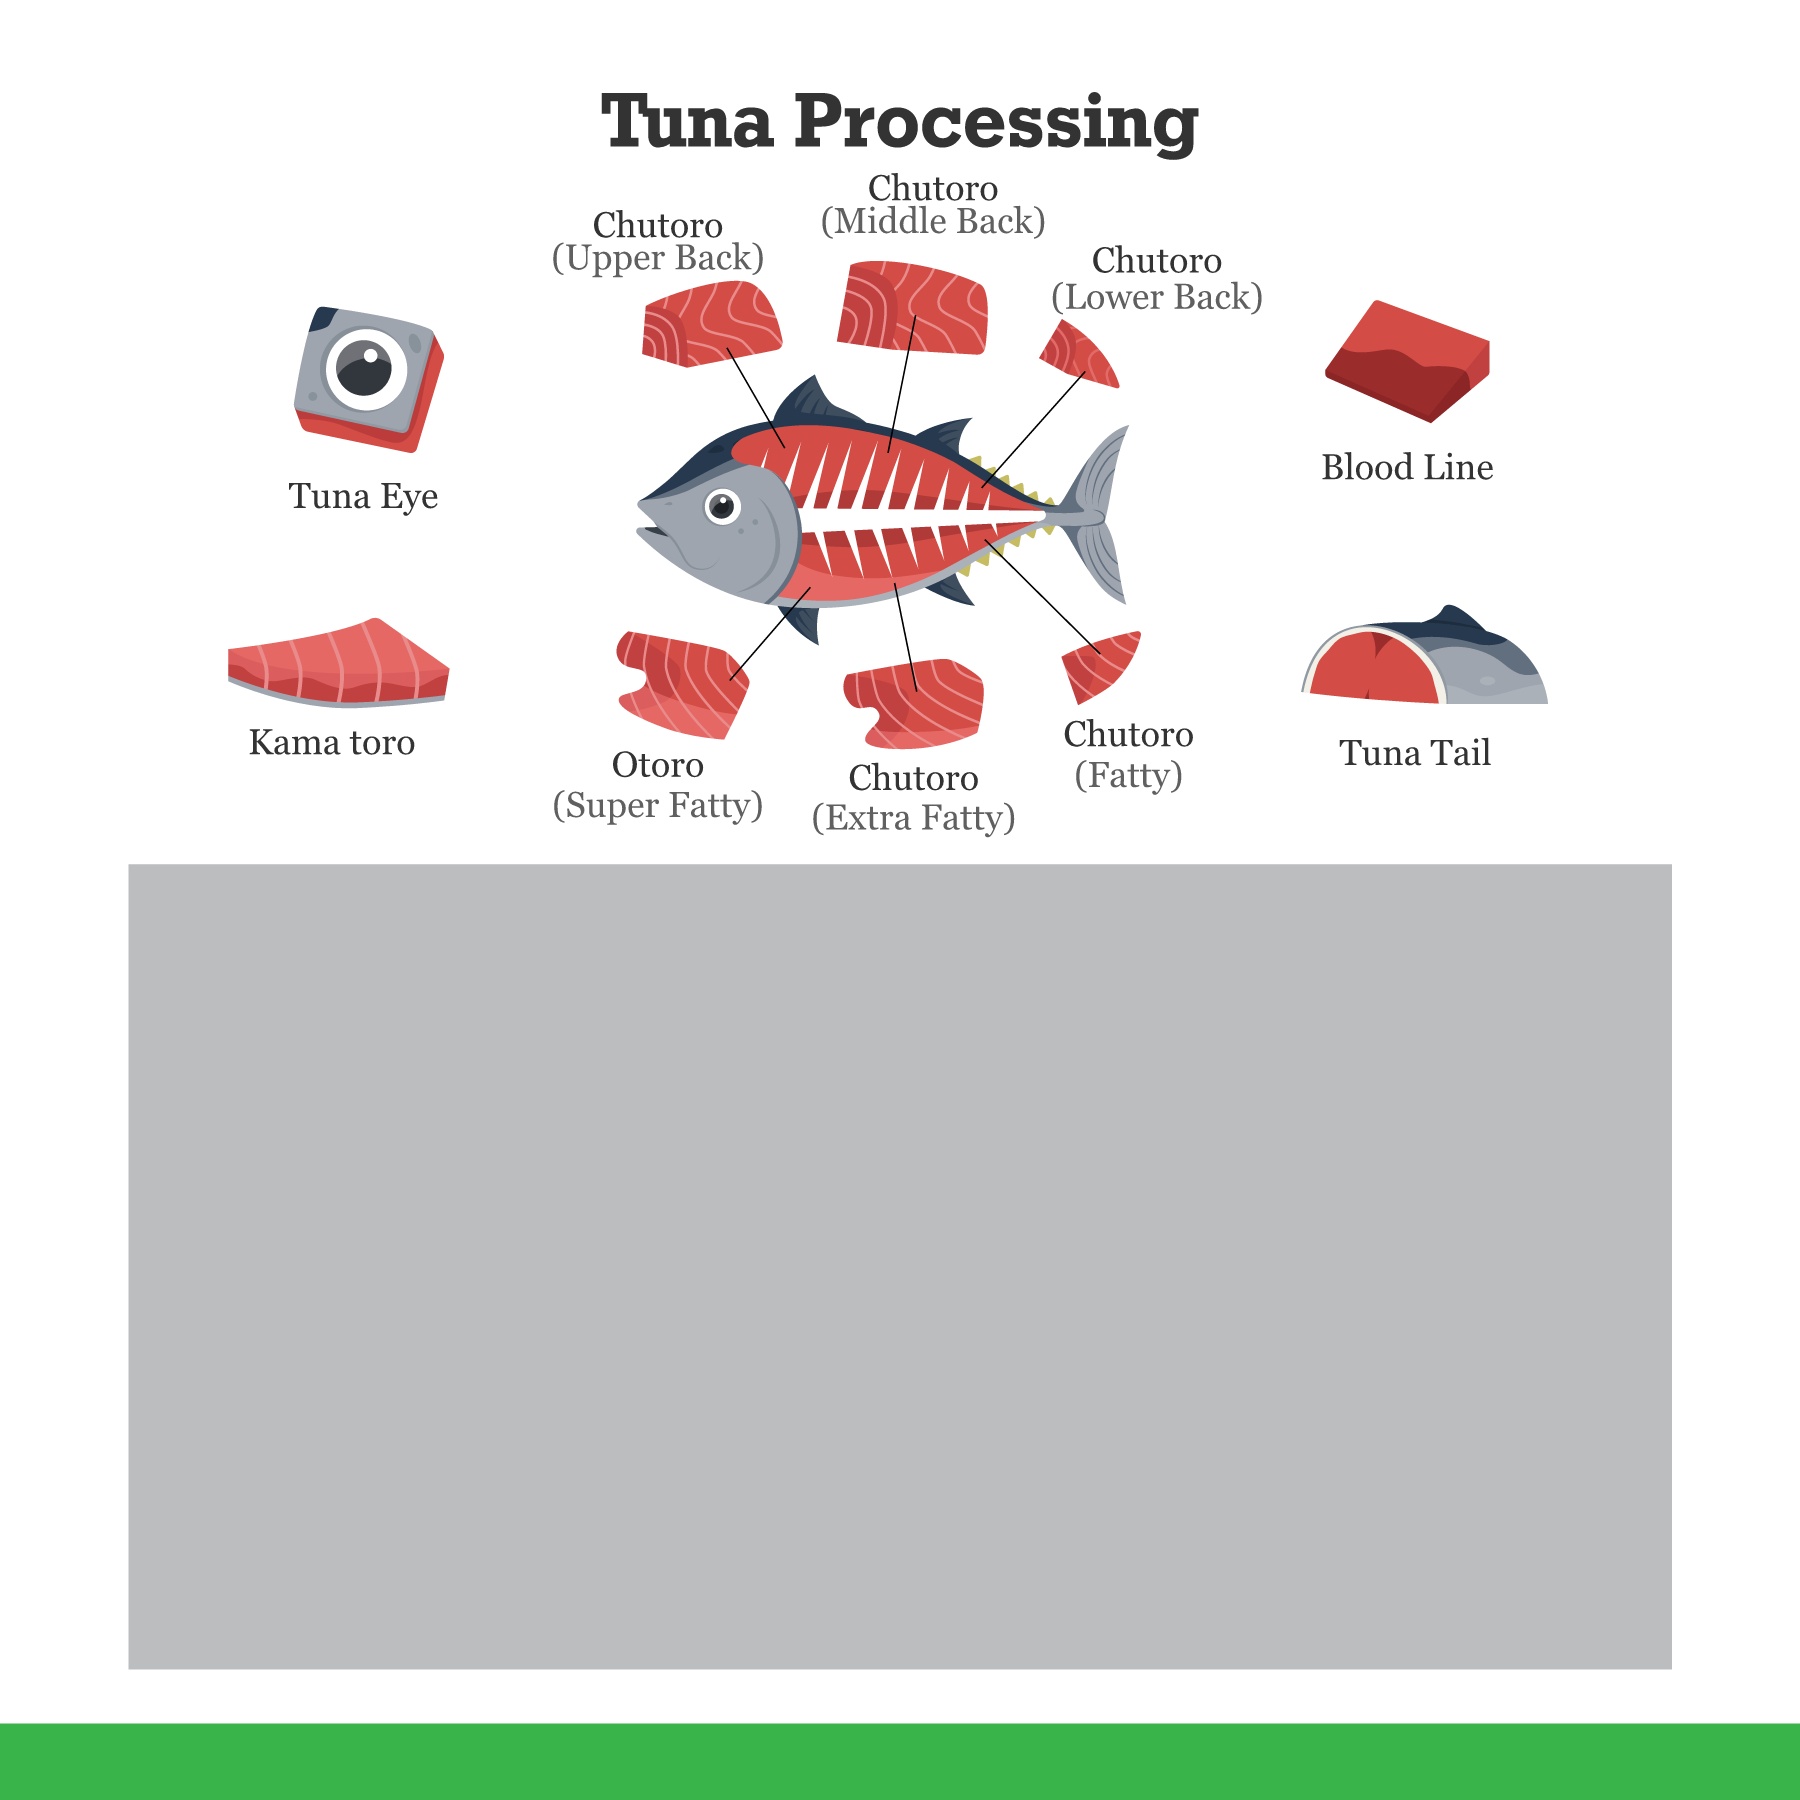 Tuna Processing
Chutoro
(Upper Back)
Chutoro
(Middle Back)
Chutoro
(Lower Back)
Tuna Eye
Blood Line
Kama toro
Otoro
(Super Fatty)
Chutoro
(Extra Fatty)
Chutoro
(Fatty)
Tuna Tail